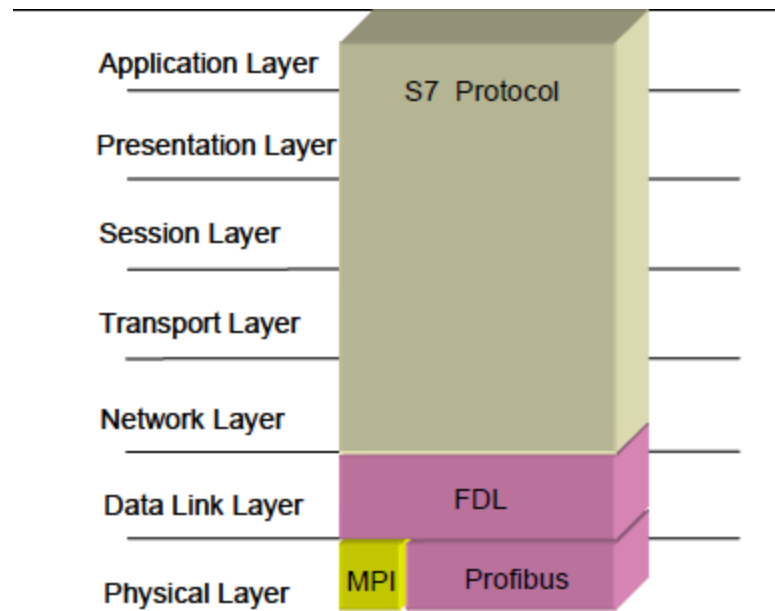 Application Layer
S7 Protocol
Presentation Layer
Session Layer
Transport Layer
Network Layer
Data Link Layer
FDL
Physical Layer
MPI
Profibus